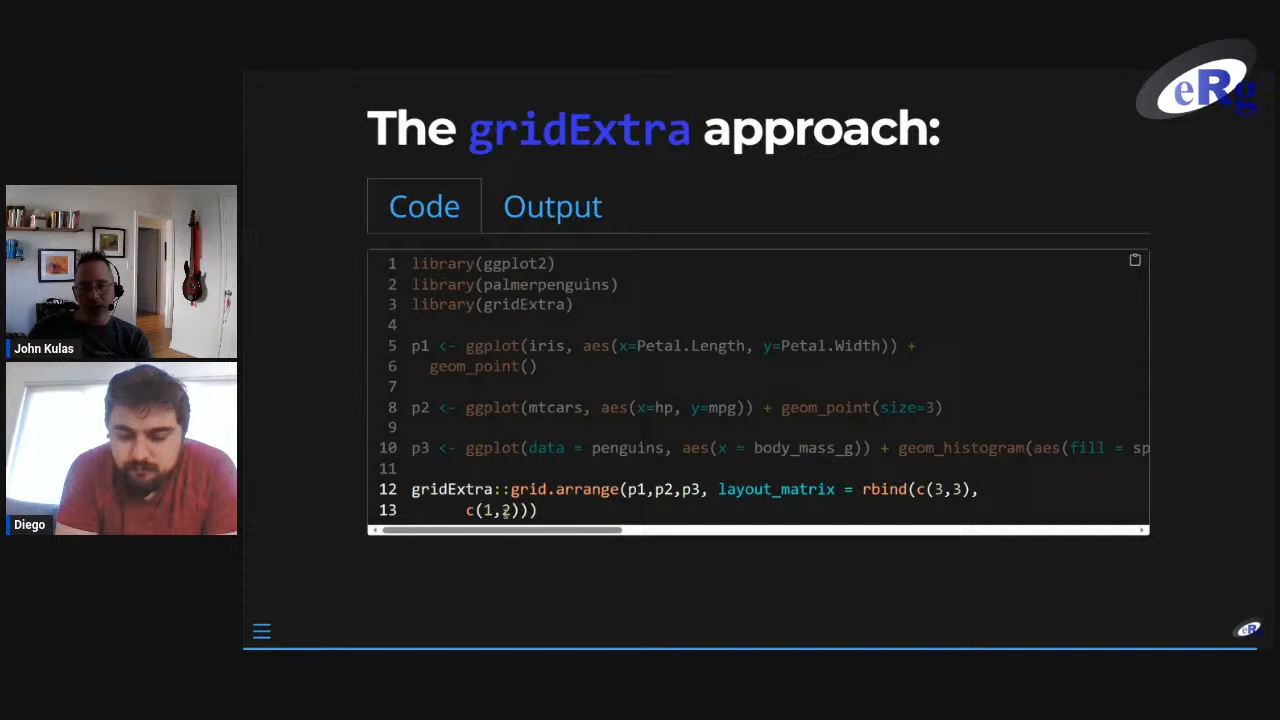 eRg
The gridExtra approach:
Code Output
1 library(ggplot2)
2 library(palmerpenguins)
3 library(gridExtra)
4
5 p1 <- ggplot(iris, aes(x=Petal.Length, y=Petal.Width)) +
6 geom_point()
7
8 p2 <- ggplot(mtcars, aes(x=hp, y=mpg)) + geom_point(size=3)
9
10 p3 <- ggplot(data = penguins, aes(x = body_mass_g)) + geom_histogram(aes(fill = sp
11
12 gridExtra::grid.arrange(p1,p2,p3, layout_matrix = rbind(c(3,3),
13 c(1,2)))
John Kulas
Diego
eRg